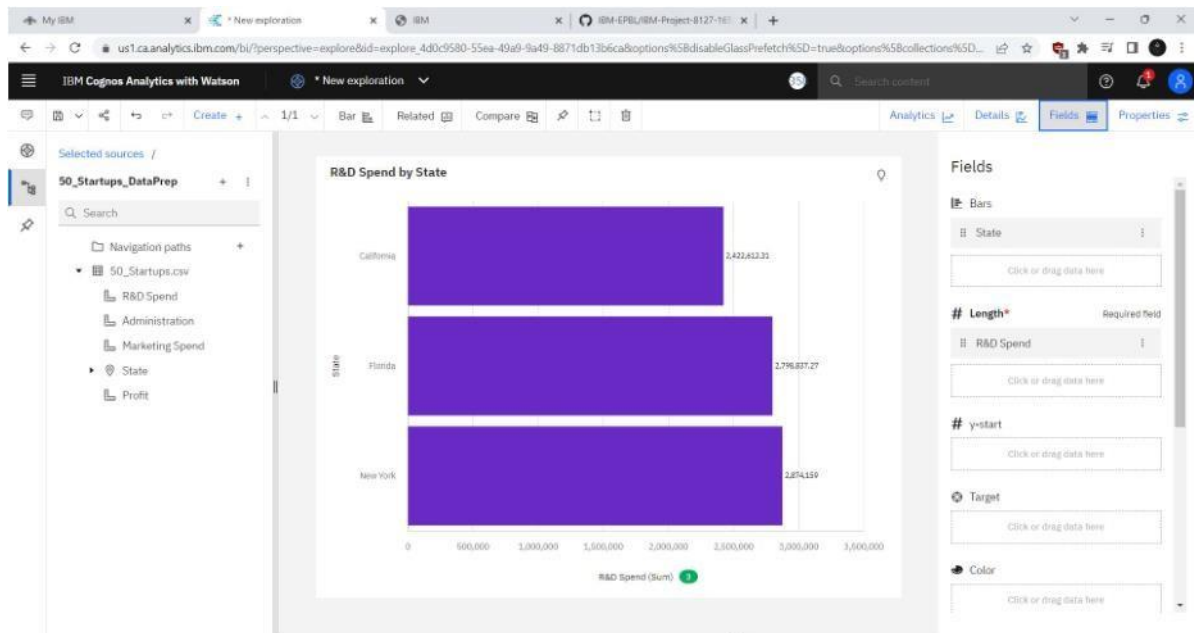 My IBM
* New exploration
IBM
IBM-EPBL/IBM-Project-8127-165
us1.ca.analytics.ibm.com/bi/?perspective=explore&id=explore_4d0c9580-55ea-49a9-9a49-8871db13b6ca&options%5BdisableGlassPrefetch%5D=true&options%5Bcollections%5D...
IBM Cognos Analytics with Watson
* New exploration
Search content
Create +
1/1
Bar
Related
Compare
Analytics
Details
Fields
Properties
Selected sources /
50_Startups_DataPrep
Search
Navigation paths
50_Startups.csv
R&D Spend
Administration
Marketing Spend
State
Profit
R&D Spend by State
State
California
2,422,612.31
Florida
New York
2,874,159
0
500,000
1,000,000
1,500,000
2,000,000
2,500,000
3,000,000
3,500,000
R&D Spend (Sum) 3
Fields
Bars
State
Click or drag data here
# Length*
Required field
R&D Spend
Click or drag data here
# y-start
Click or drag data here
Target
Click or drag data here
Color
Click or drag data here